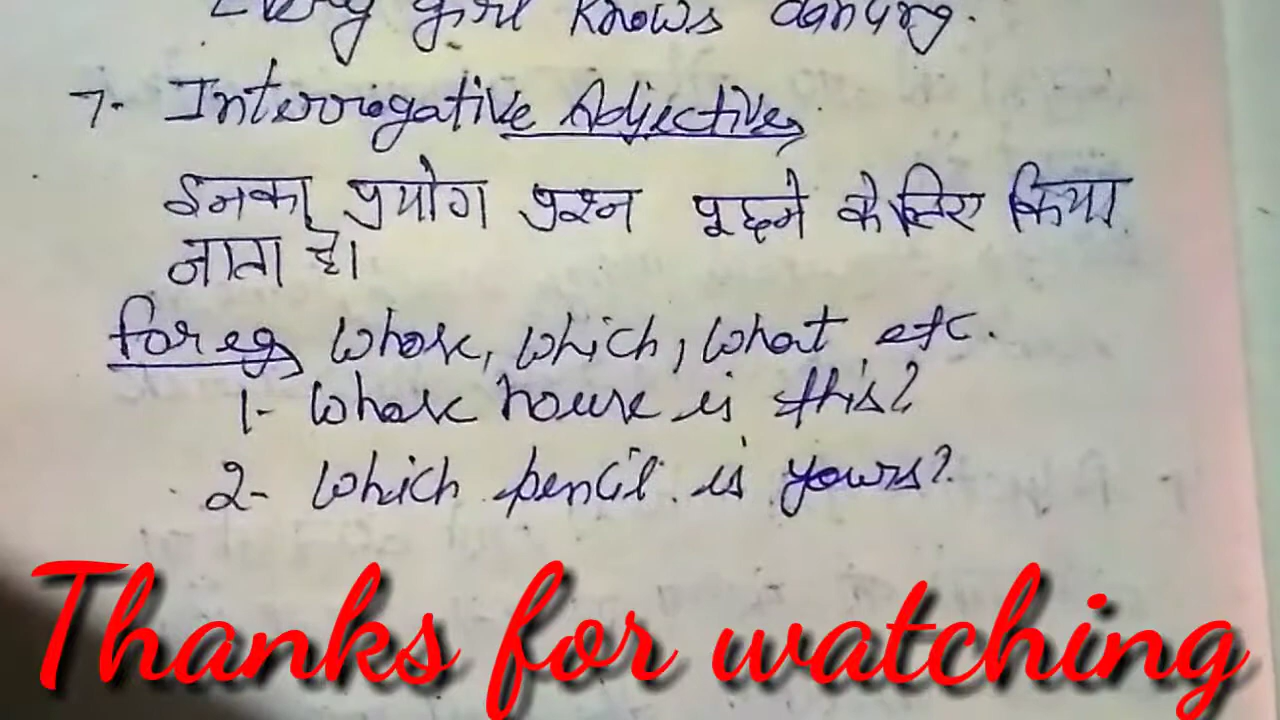 Every girl knows dancing.
7- Interrogative Adjective
इनका प्रयोग प्रश्न पूछने के लिए किया
जाता है।
for eg whose, which, what etc.
1- Whose house is this?
2- Which pencil is yours?
Thanks for watching